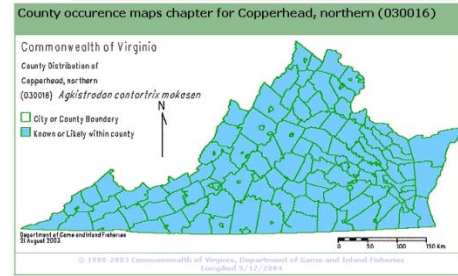 County occurence maps chapter for Copperhead, northern (030016)
Commonwealth of Virginia
County Distribution of
Copperhead, northern
(030016) Agkistrodon contortrix mokasen
N
City or County Boundary
Known or Likely within county
Department of Game and Inland Fisheries
21 August 2003
0 50 100 150 Km.
© 1998-2003 Commonwealth of Virginia, Department of Game and Inland Fisheries
Compiled 5/12/2004